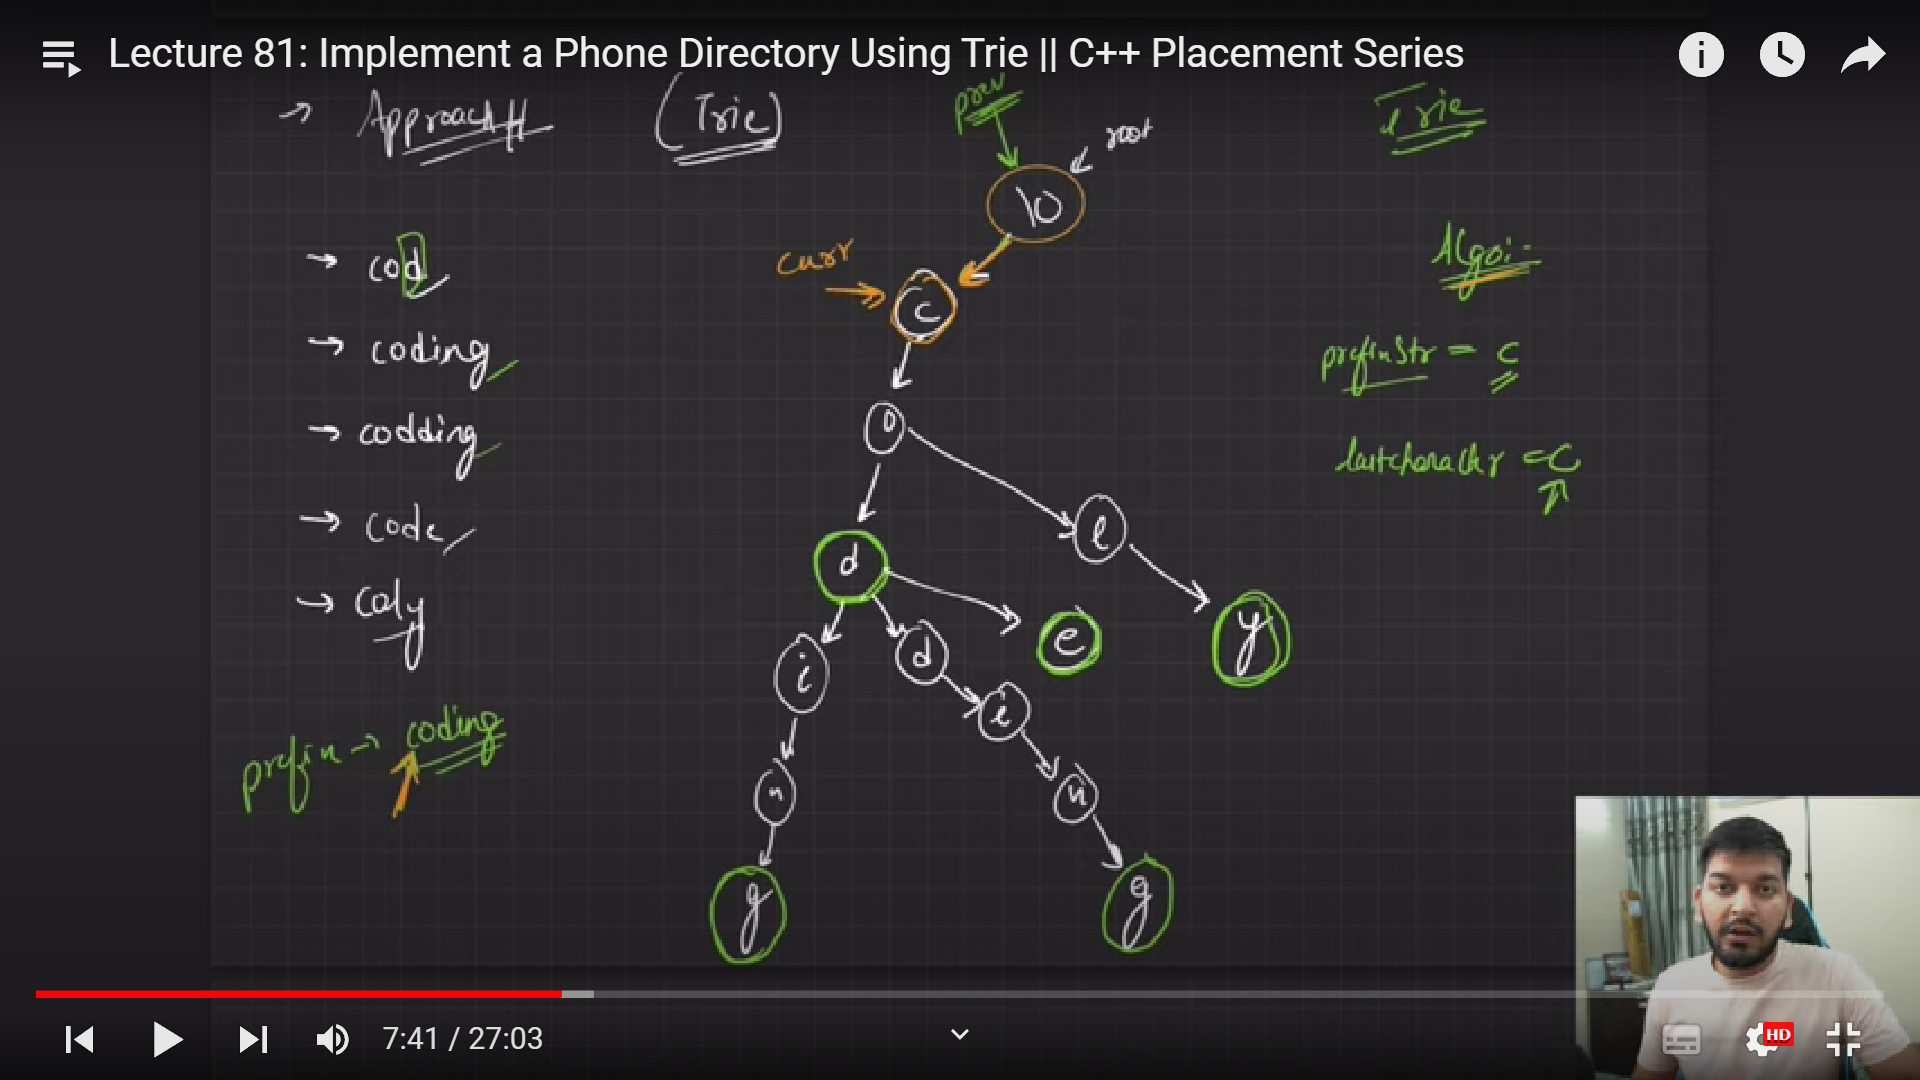 Lecture 81: Implement a Phone Directory Using Trie || C++ Placement Series
→ Approach # (Trie)
prev
root
Trie
\0
curr
C
Algo:-
→ cod
→ coding
→ codding
→ code
→ coly
prefixStr = c
lastcharachtr = C
o
d
l
i
d
e
y
i
n
n
g
g
prefix → coding
7:41 / 27:03
HD